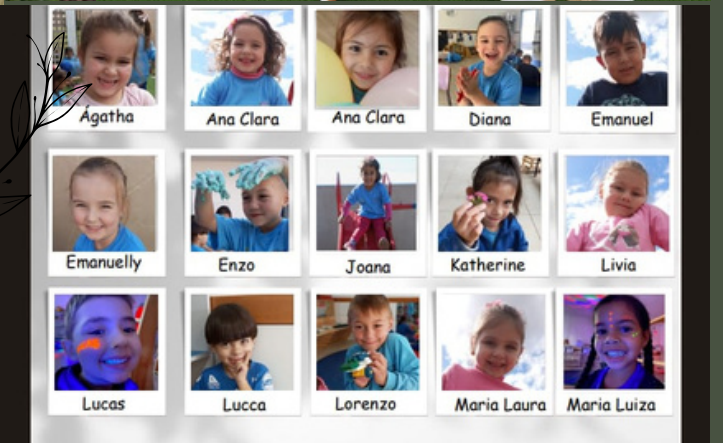 Ágatha Ana Clara Ana Clara Diana Emanuel
Emanuelly Enzo Joana Katherine Livia
Lucas Lucca Lorenzo Maria Laura Maria Luiza